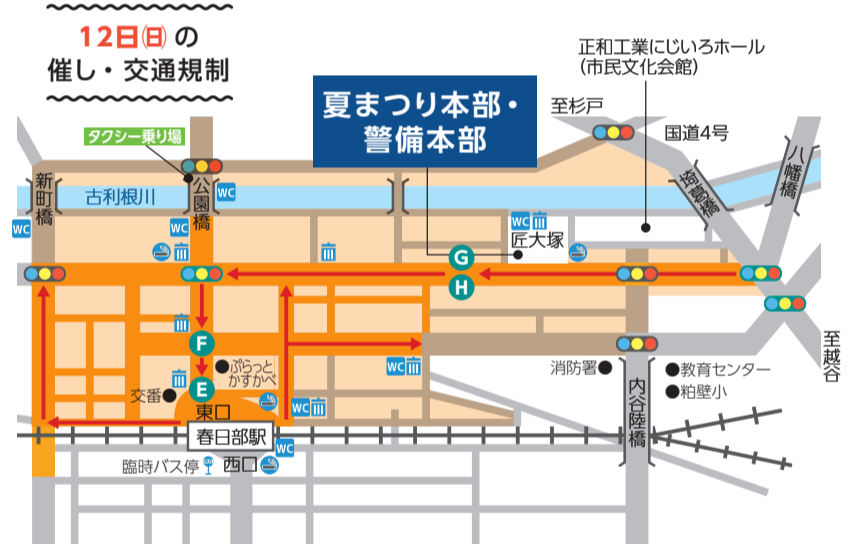 12日㈰の
催し・交通規制
正和工業にじいろホール
（市民文化会館）
夏まつり本部・
警備本部
至杉戸
国道4号
タクシー乗り場
八幡橋
埼葛橋
新町橋
古利根川
公園橋
WC
WC
WC
WC
匠大塚
G
H
F
E
ぷらっと
かすかべ
交番
WC
WC
消防署
教育センター
粕壁小
至越谷
内谷陸橋
東口
春日部駅
WC
臨時バス停
西口